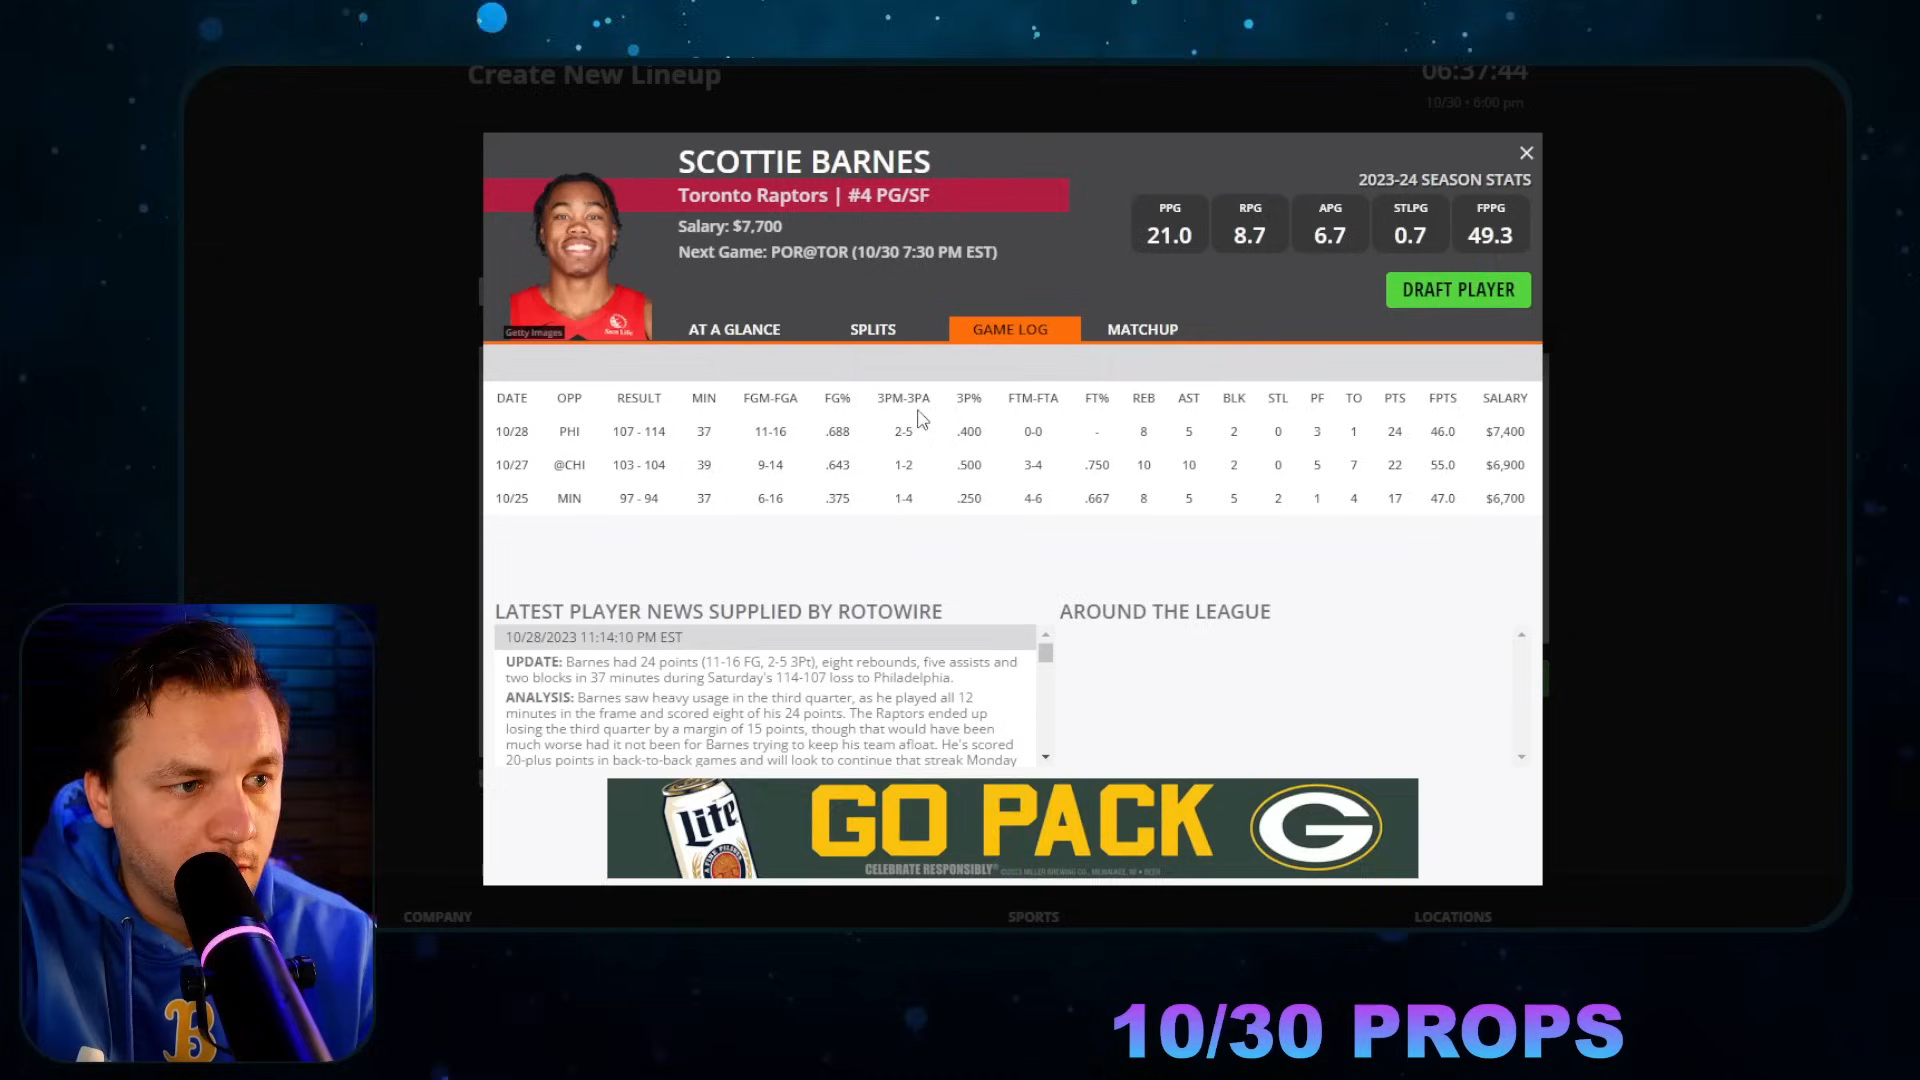 Create New Lineup
06:37:44
10/30 • 6:00 pm
SCOTTIE BARNES
Toronto Raptors | #4 PG/SF
Salary: $7,700
Next Game: POR@TOR (10/30 7:30 PM EST)
2023-24 SEASON STATS
PPG RPG APG STLPG FPPG
21.0 8.7 6.7 0.7 49.3
DRAFT PLAYER
Getty Images
Sun Life
AT A GLANCE SPLITS GAME LOG MATCHUP
DATE OPP RESULT MIN FGM-FGA FG% 3PM-3PA 3P% FTM-FTA FT% REB AST BLK STL PF TO PTS FPTS SALARY
10/28 PHI 107 - 114 37 11-16 .688 2-5 .400 0-0 - 8 5 2 0 3 1 24 46.0 $7,400
10/27 @CHI 103 - 104 39 9-14 .643 1-2 .500 3-4 .750 10 10 2 0 5 7 22 55.0 $6,900
10/25 MIN 97 - 94 37 6-16 .375 1-4 .250 4-6 .667 8 5 5 2 1 4 17 47.0 $6,700
LATEST PLAYER NEWS SUPPLIED BY ROTOWIRE
AROUND THE LEAGUE
10/28/2023 11:14:10 PM EST
UPDATE: Barnes had 24 points (11-16 FG, 2-5 3Pt), eight rebounds, five assists and
two blocks in 37 minutes during Saturday's 114-107 loss to Philadelphia.
ANALYSIS: Barnes saw heavy usage in the third quarter, as he played all 12
minutes in the frame and scored eight of his 24 points. The Raptors ended up
losing the third quarter by a margin of 15 points, though that would have been
much worse had it not been for Barnes trying to keep his team afloat. He's scored
20-plus points in back-to-back games and will look to continue that streak Monday
Lite
GO PACK
G
CELEBRATE RESPONSIBLY®
COMPANY SPORTS LOCATIONS
B
10/30 PROPS